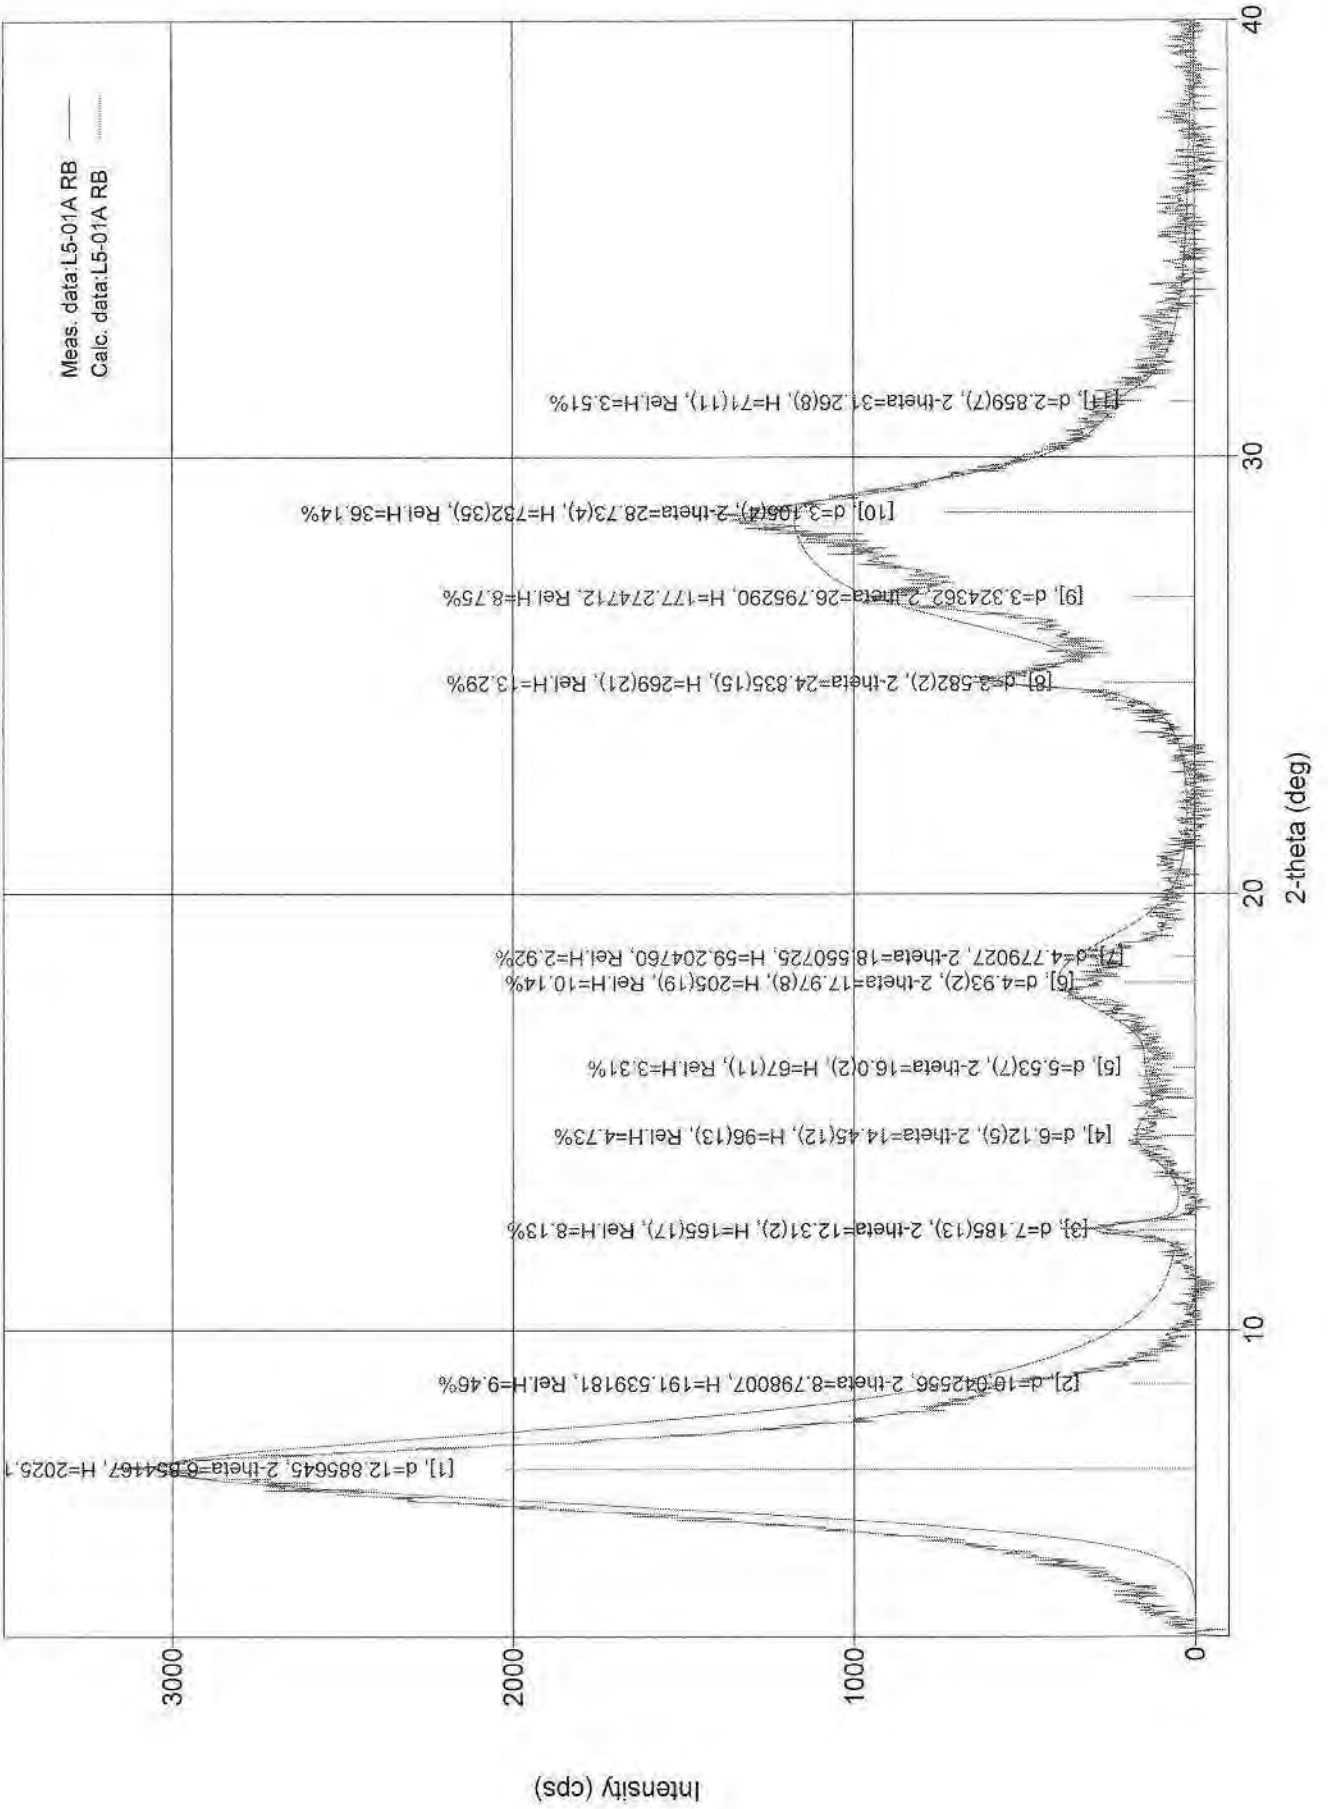 Meas. data:L5-01A RB
Calc. data:L5-01A RB
Intensity (cps)
3000
2000
1000
0
[1], d=12.885645, 2-theta=6.854167, H=2025.1
[2], d=10.042556, 2-theta=8.798007, H=191.539181, Rel.H=9.46%
[3], d=7.185(13), 2-theta=12.31(2), H=165(17), Rel.H=8.13%
[4], d=6.12(5), 2-theta=14.45(12), H=96(13), Rel.H=4.73%
[5], d=5.53(7), 2-theta=16.0(2), H=67(11), Rel.H=3.31%
[6], d=4.93(2), 2-theta=17.97(8), H=205(19), Rel.H=10.14%
[7], d=4.779027, 2-theta=18.550725, H=59.204760, Rel.H=2.92%
[8], d=3.582(2), 2-theta=24.835(15), H=269(21), Rel.H=13.29%
[9], d=3.324362, 2-theta=26.795290, H=177.274712, Rel.H=8.75%
[10], d=3.105(4), 2-theta=28.73(4), H=732(35), Rel.H=36.14%
[11], d=2.859(7), 2-theta=31.26(8), H=71(11), Rel.H=3.51%
10
20
30
40
2-theta (deg)